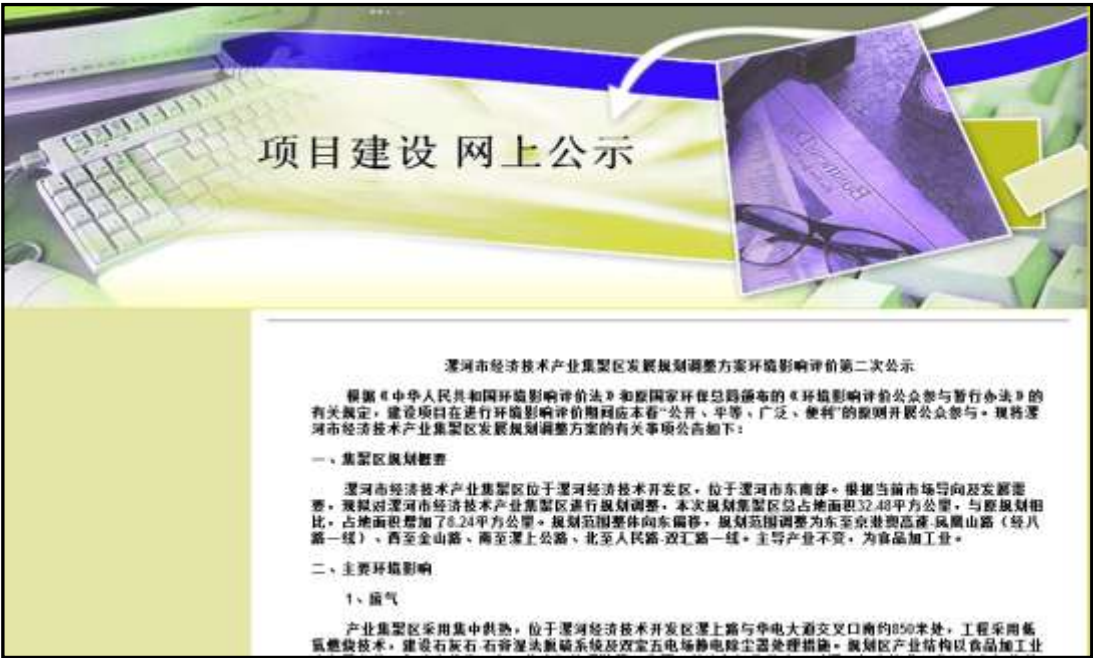 项目建设 网上公示
漯河市经济技术产业集聚区发展规划调整方案环境影响评价第二次公示
根据《中华人民共和国环境影响评价法》和原国家环保总局颁布的《环境影响评价公众参与暂行办法》的
有关规定，建设项目在进行环境影响评价期间应本着“公开、平等、广泛、便利”的原则开展公众参与。现将漯
河市经济技术产业集聚区发展规划调整方案的有关事项公告如下：
一、集聚区规划概要
漯河市经济技术产业集聚区位于漯河经济技术开发区，位于漯河市东南部。根据当前市场导向及发展需
要，现拟对漯河市经济技术产业集聚区进行规划调整，本次规划集聚区总占地面积32.48平方公里，与原规划相
比，占地面积增加了8.24平方公里。规划范围整体向东偏移，规划范围调整为东至京港澳高速-凤凰山路（经八
路一线）、西至金山路、南至漯上公路、北至人民路-双汇路一线。主导产业不变，为食品加工业。
二、主要环境影响
1、废气
产业集聚区采用集中供热，位于漯河经济技术开发区漯上路与华电大道交叉口南约850米处，工程采用低
氮燃烧技术，建设石灰石-石膏湿法脱硫系统及双室五电场静电除尘器处理措施。规划区产业结构以食品加工业